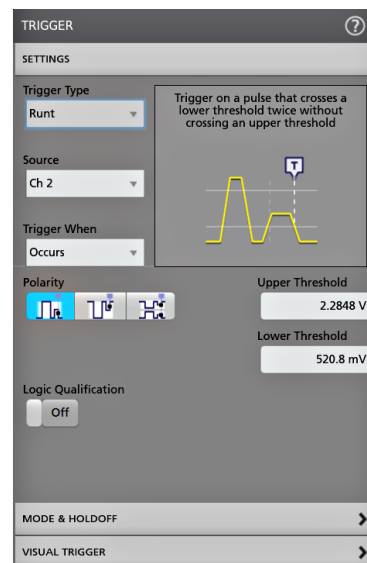 TRIGGER
SETTINGS
Trigger Type
Runt
Trigger on a pulse that crosses a
lower threshold twice without
crossing an upper threshold
T
Source
Ch 2
Trigger When
Occurs
Polarity
Upper Threshold
2.2848 V
Lower Threshold
520.8 mV
Logic Qualification
Off
MODE & HOLDOFF
VISUAL TRIGGER